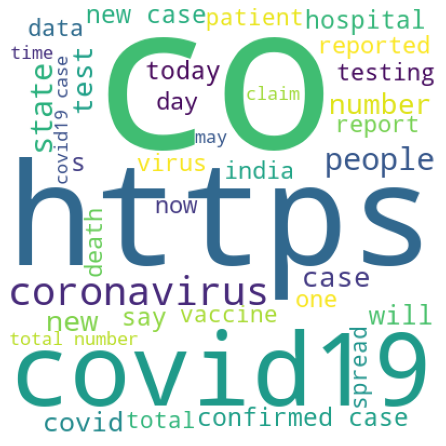 new case
patient
hospital
data
co
reported
time
today
testing
state
test
covid19 case
day
claim
number
may
report
s
virus
india
people
https
now
death
coronavirus
case
one
new
say
vaccine
will
total number
covid19
spread
covid
total
confirmed case